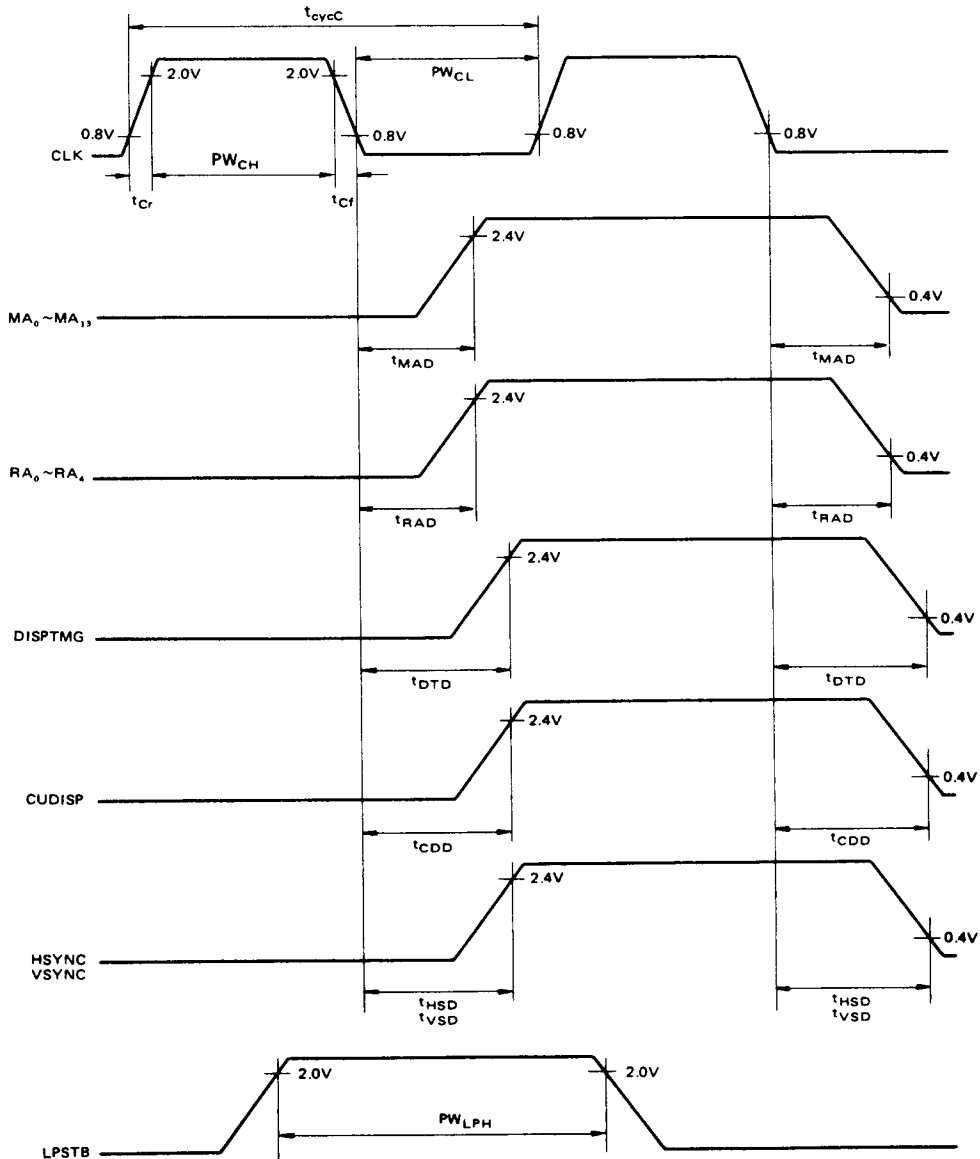 tcycC
2.0V 2.0V PWCL
0.8V 0.8V 0.8V 0.8V
CLK PWCH
tCr tCf
2.4V
0.4V
MA₀~MA₁₃
tMAD tMAD
2.4V
0.4V
RA₀~RA₄
tRAD tRAD
2.4V
0.4V
DISPTMG
tDTD tDTD
2.4V
0.4V
CUDISP
tCDD tCDD
2.4V
0.4V
HSYNC
VSYNC
tHSD tHSD
tVSD tVSD
2.0V 2.0V
PWLPH
LPSTB